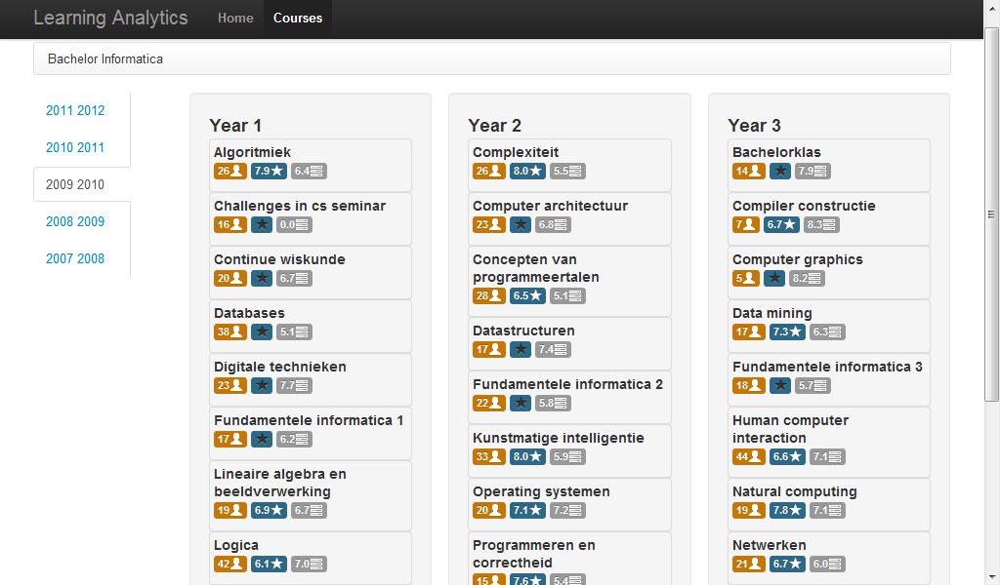 Learning Analytics Home Courses
Bachelor Informatica
2011 2012
2010 2011
2009 2010
2008 2009
2007 2008
Year 1
Algoritmiek
26 7.9 6.4
Challenges in cs seminar
16 0.0
Continue wiskunde
20 6.7
Databases
38 5.1
Digitale technieken
23 7.7
Fundamentele informatica 1
17 6.2
Lineaire algebra en
beeldverwerking
19 6.9 6.7
Logica
42 6.1 7.0
Year 2
Complexiteit
26 8.0 5.5
Computer architectuur
23 6.8
Concepten van
programmeertalen
28 6.5 5.1
Datastructuren
17 7.4
Fundamentele informatica 2
22 5.8
Kunstmatige intelligentie
33 8.0 5.9
Operating systemen
20 7.1 7.2
Programmeren en
correctheid
15 7.6 5.4
Year 3
Bachelorklas
14 7.9
Compiler constructie
7 6.7 8.3
Computer graphics
5 8.2
Data mining
17 7.3 6.3
Fundamentele informatica 3
18 5.7
Human computer
interaction
44 6.6 7.1
Natural computing
19 7.8 7.1
Netwerken
21 6.7 6.0